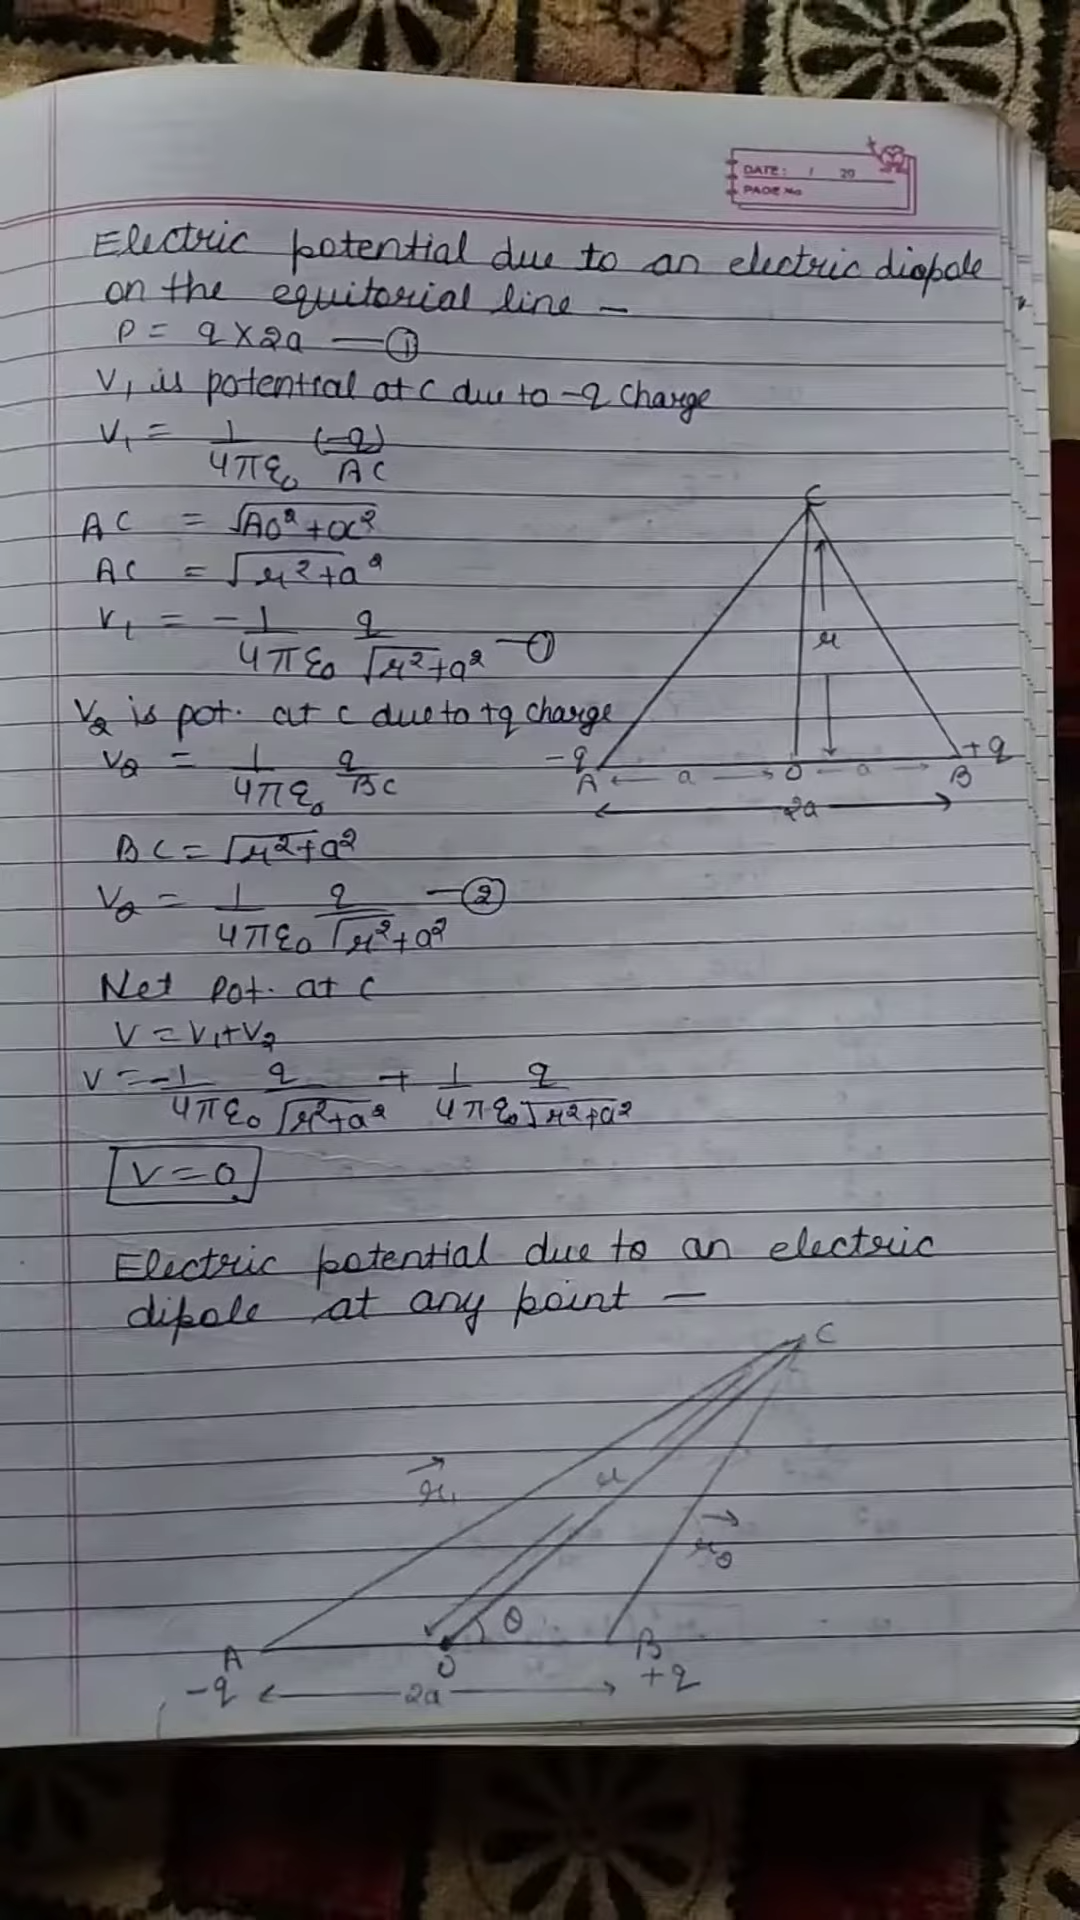 DATE: / 20
PAGE No
Electric potential due to an electric diapole
on the equitorial line –
P = q × 2a — ①
V₁ is potential at C due to -q charge
V₁ = 1/4πε₀ (-q)/AC
AC = √AO² + OC²
AC = √r² + a²
V₁ = -1/4πε₀ q/√r² + a² — ①
V₂ is pot. at C due to +q charge
V₂ = 1/4πε₀ q/BC
BC = √r² + a²
V₂ = 1/4πε₀ q/√r² + a² — ②
Net Pot. at C
V = V₁ + V₂
V = -1/4πε₀ q/√r² + a² + 1/4πε₀ q/√r² + a²
V = 0
C
r
-q A a O a B +q
2a
Electric potential due to an electric
dipole at any point –
C
r⃗₁ r r⃗₂
θ
A O B
-q 2a +q